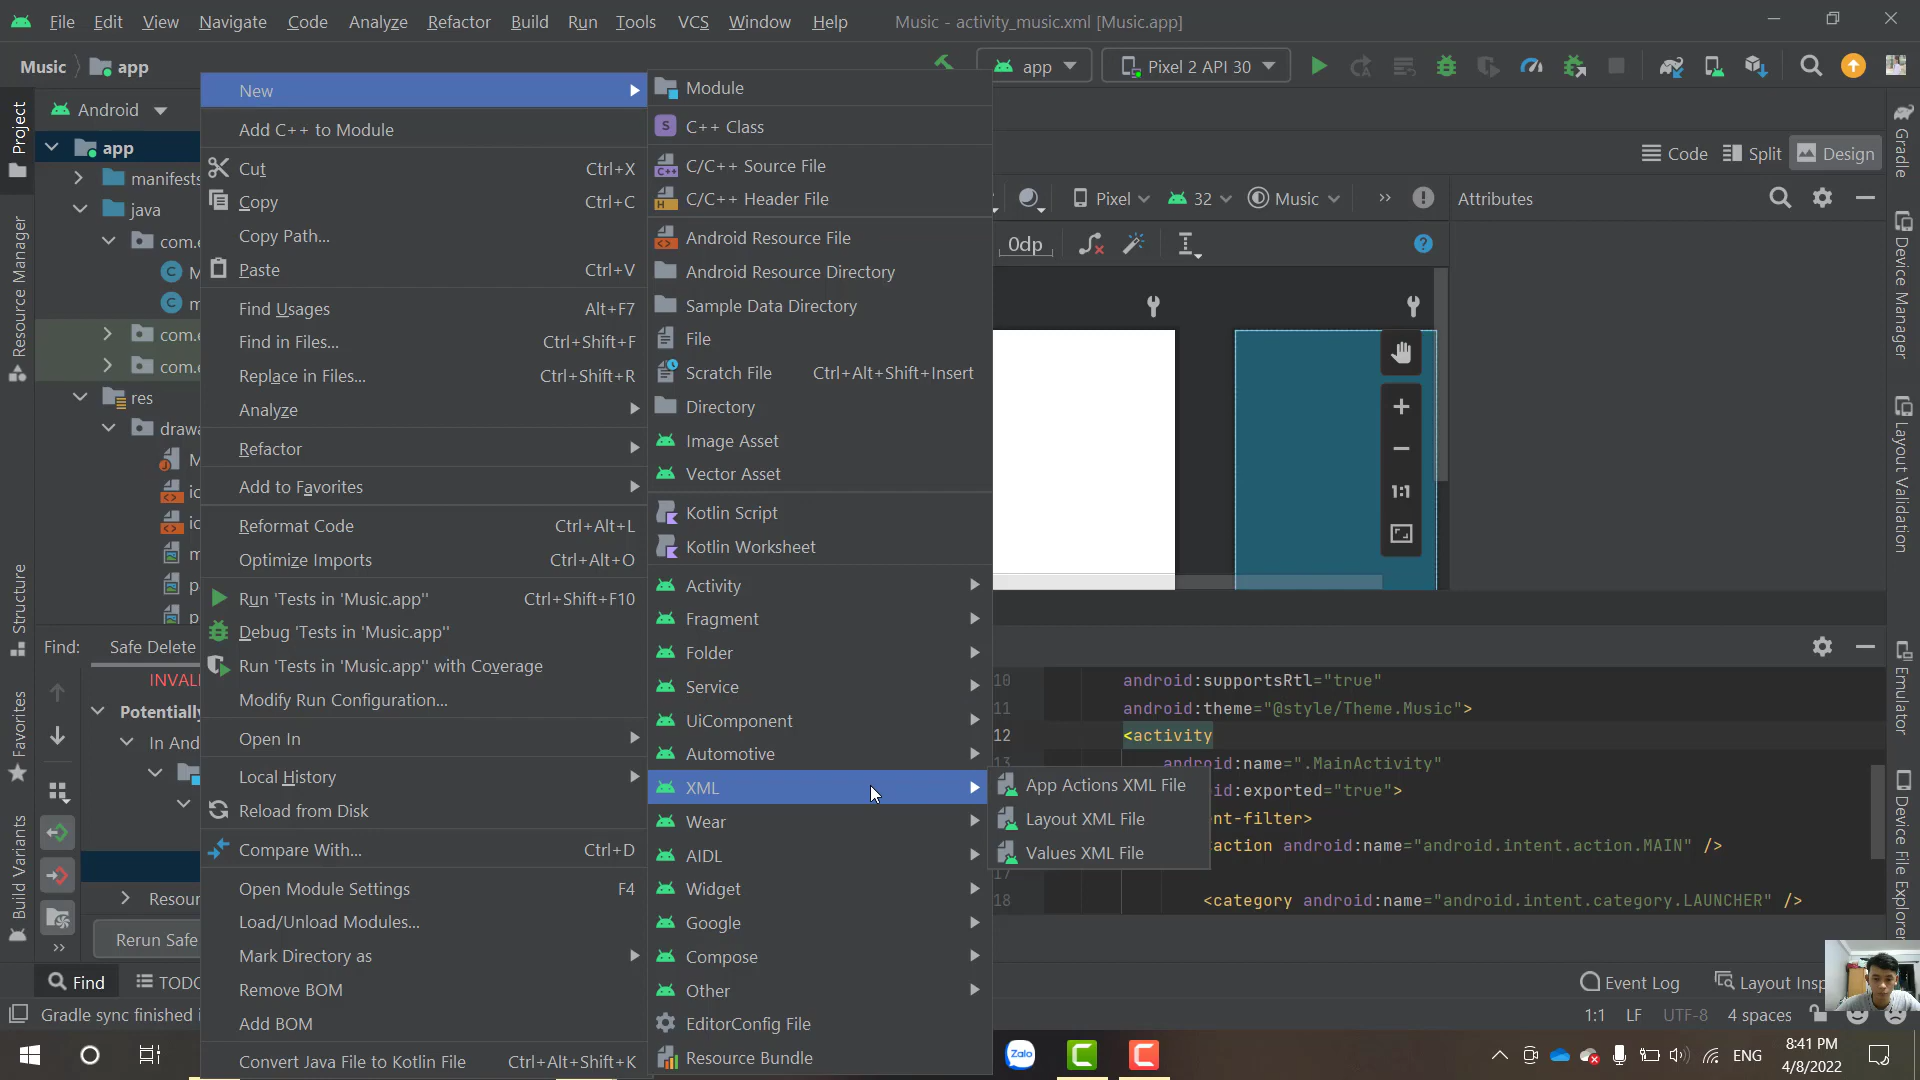 File Edit View Navigate Code Analyze Refactor Build Run Tools VCS Window Help Music - activity_music.xml [Music.app]
Music app app Pixel 2 API 30
Project
Resource Manager
Structure
Favorites
Build Variants
Android
app
manifests
java
com.
com.
com.
res
Find: Safe Delete
Potentially
In And
Rerun Safe
Find TODO
Gradle sync finished
New
Add C++ to Module
Cut Ctrl+X
Copy Ctrl+C
Copy Path...
Paste Ctrl+V
Find Usages Alt+F7
Find in Files... Ctrl+Shift+F
Replace in Files... Ctrl+Shift+R
Analyze
Refactor
Add to Favorites
Reformat Code Ctrl+Alt+L
Optimize Imports Ctrl+Alt+O
Run 'Tests in 'Music.app'' Ctrl+Shift+F10
Debug 'Tests in 'Music.app''
Run 'Tests in 'Music.app'' with Coverage
Modify Run Configuration...
Open In
Local History
Reload from Disk
Compare With... Ctrl+D
Open Module Settings F4
Load/Unload Modules...
Mark Directory as
Remove BOM
Add BOM
Convert Java File to Kotlin File Ctrl+Alt+Shift+K
Module
C++ Class
C/C++ Source File
C/C++ Header File
Android Resource File
Android Resource Directory
Sample Data Directory
File
Scratch File Ctrl+Alt+Shift+Insert
Directory
Image Asset
Vector Asset
Kotlin Script
Kotlin Worksheet
Activity
Fragment
Folder
Service
UiComponent
Automotive
XML
Wear
AIDL
Widget
Google
Compose
Other
EditorConfig File
Resource Bundle
App Actions XML File
Layout XML File
Values XML File
Code Split Design
Pixel 32 Music
Attributes
0dp
1:1
10 android:supportsRtl="true"
11 android:theme="@style/Theme.Music">
12 <activity
13 android:name=".MainActivity"
id:exported="true">
nt-filter>
action android:name="android.intent.action.MAIN" />
17
18 <category android:name="android.intent.category.LAUNCHER" />
Gradle
Device Manager
Layout Validation
Emulator
Device File Explorer
Event Log Layout Insp
1:1 LF UTF-8 4 spaces
Zalo
ENG
8:41 PM
4/8/2022